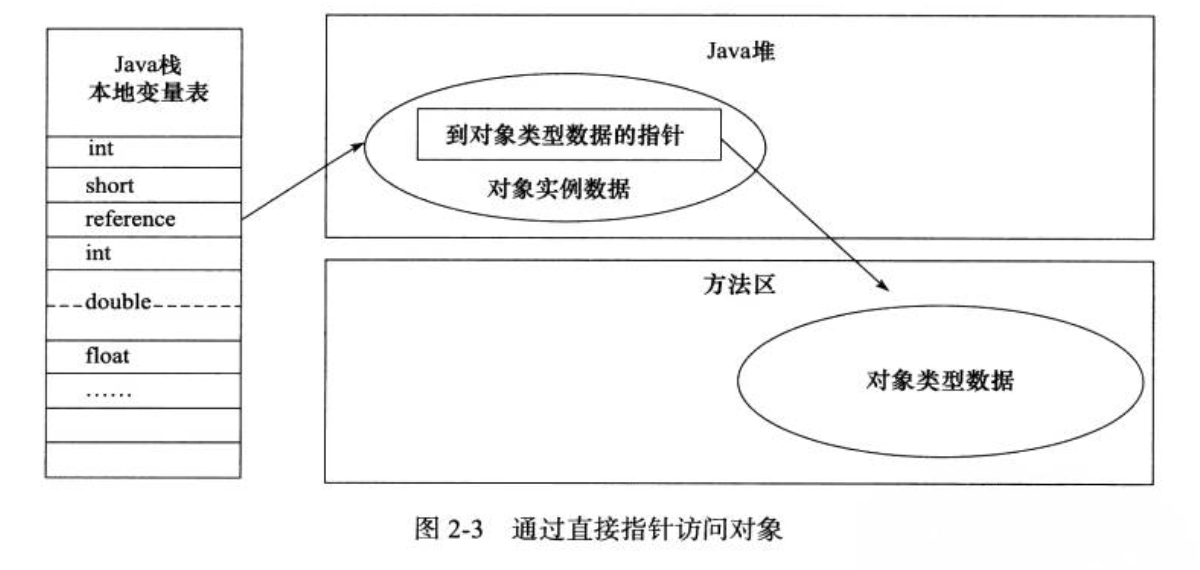 Java栈
本地变量表
int
short
reference
int
double
float
……
Java堆
到对象类型数据的指针
对象实例数据
方法区
对象类型数据
图 2-3 通过直接指针访问对象